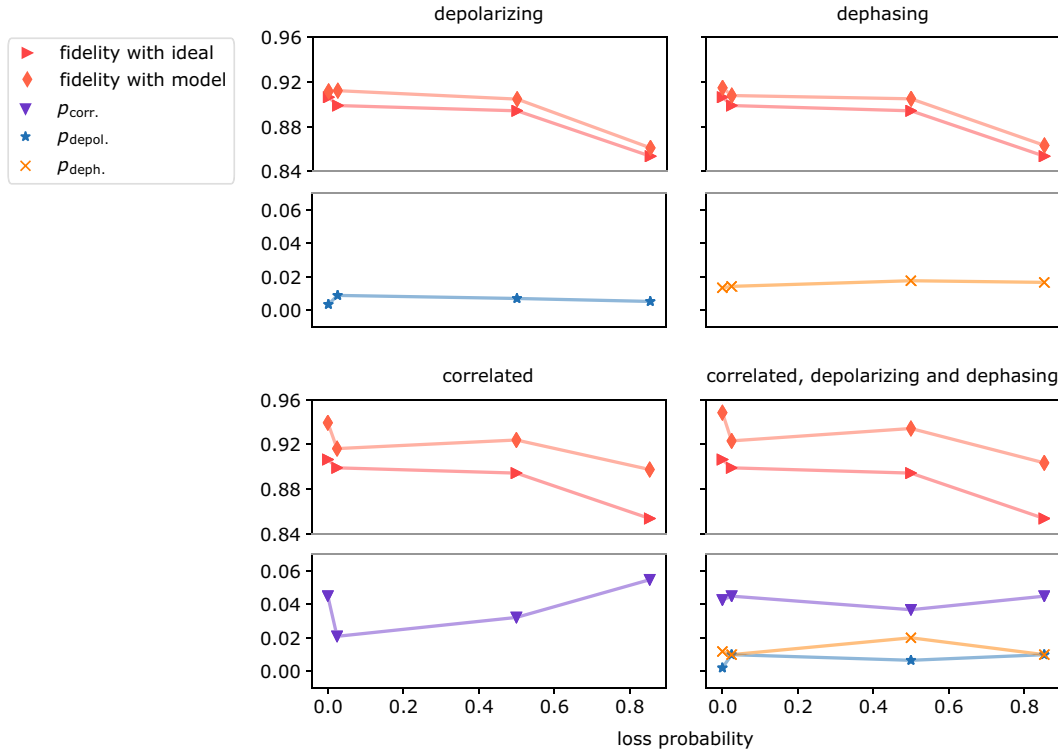 depolarizing
dephasing
fidelity with ideal
fidelity with model
p_corr.
p_depol.
p_deph.
0.96
0.92
0.88
0.84
0.06
0.04
0.02
0.00
correlated
correlated, depolarizing and dephasing
0.96
0.92
0.88
0.84
0.06
0.04
0.02
0.00
0.0 0.2 0.4 0.6 0.8
0.0 0.2 0.4 0.6 0.8
loss probability